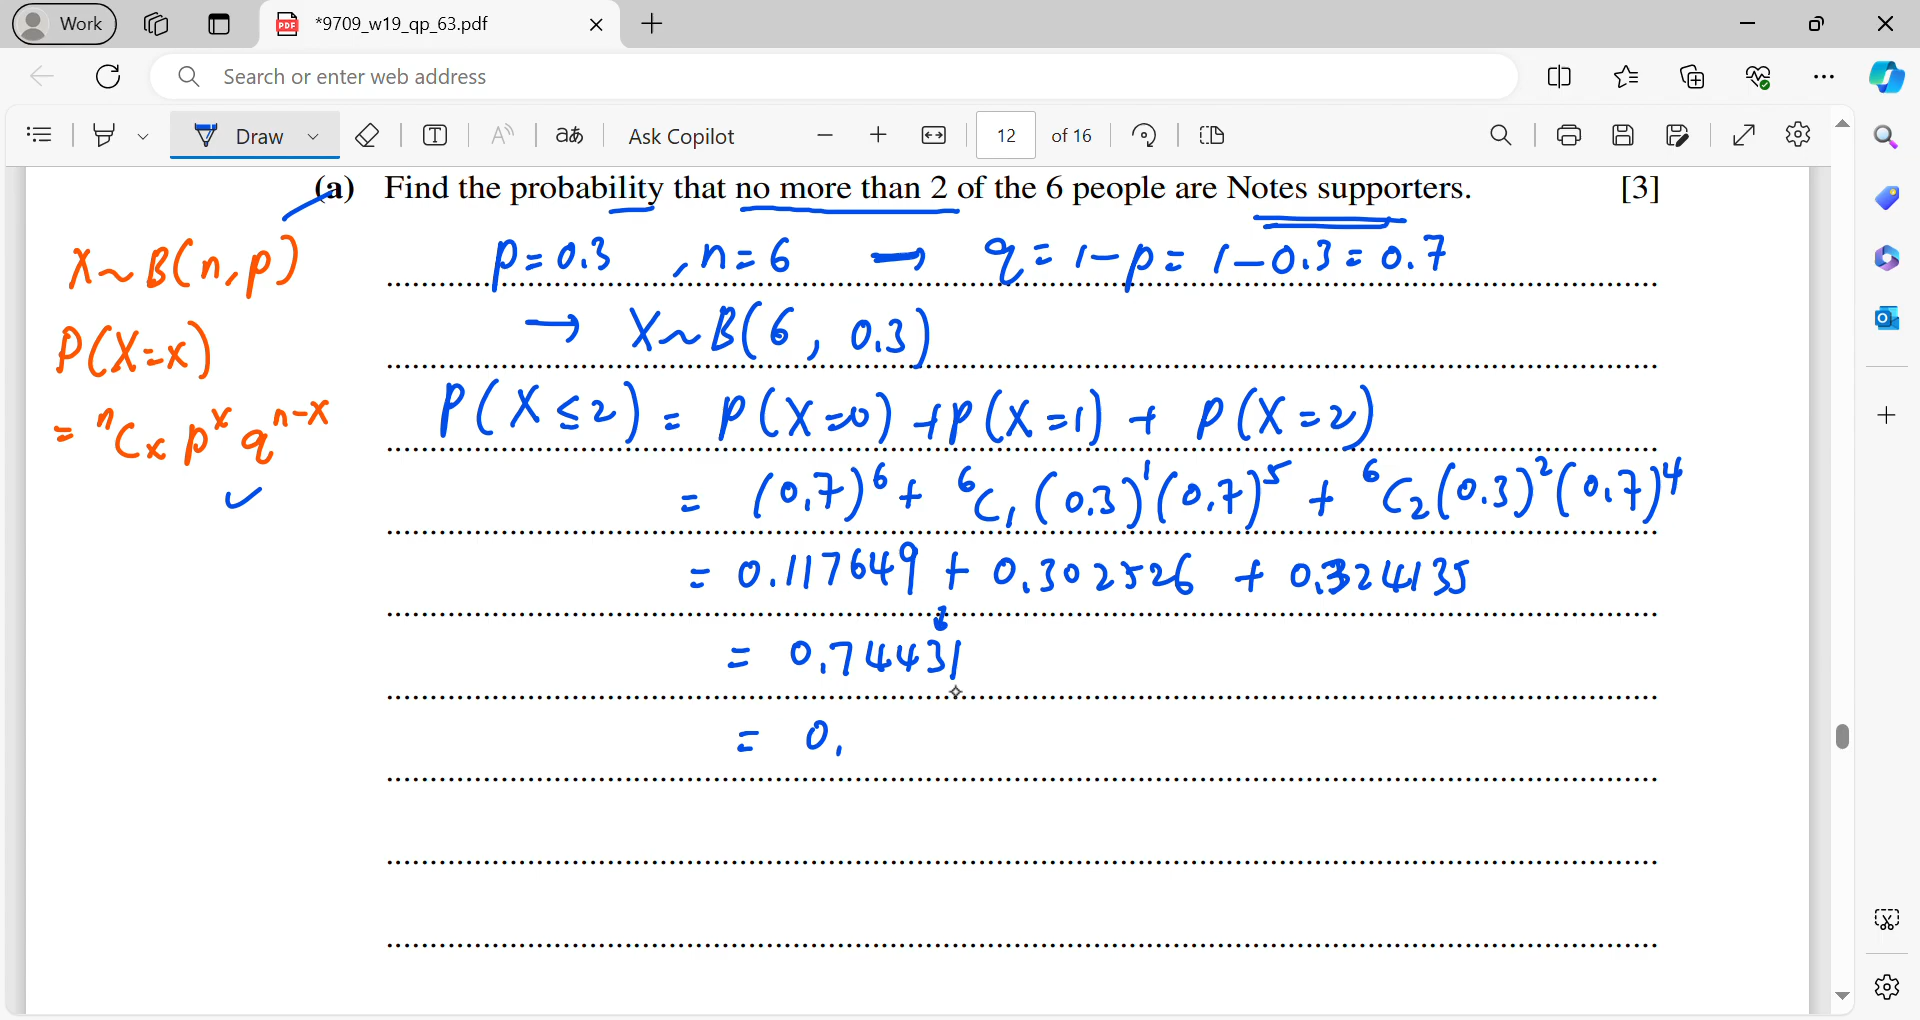 Work
*9709_w19_qp_63.pdf
Search or enter web address
Draw
aあ
Ask Copilot
12 of 16
(a) Find the probability that no more than 2 of the 6 people are Notes supporters. [3]
X~B(n,p)
P(X=x)
= ⁿCₓ pˣ qⁿ⁻ˣ
p=0.3 , n=6 → q = 1-p = 1-0.3 = 0.7
→ X~B(6, 0.3)
P(X≤2) = P(X=0) + P(X=1) + P(X=2)
= (0.7)⁶ + ⁶C₁ (0.3)¹ (0.7)⁵ + ⁶C₂ (0.3)² (0.7)⁴
= 0.117649 + 0.302526 + 0.324135
= 0.74431
= 0.